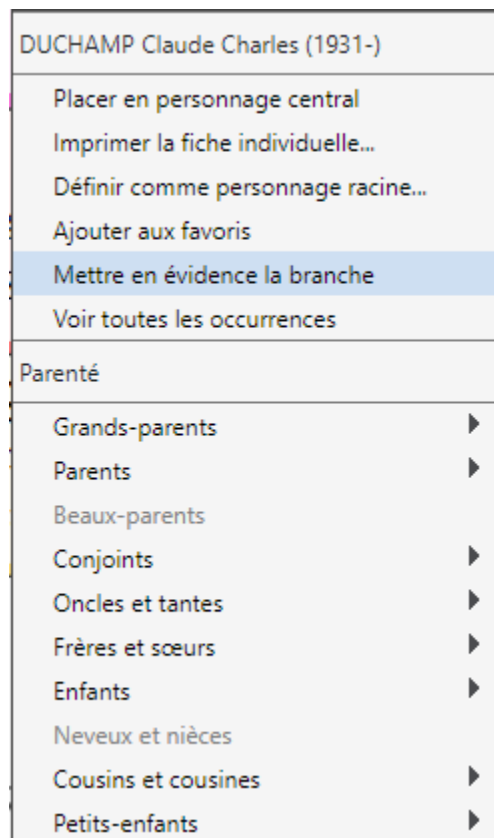 DUCHAMP Claude Charles (1931-)
Placer en personnage central
Imprimer la fiche individuelle...
Définir comme personnage racine...
Ajouter aux favoris
Mettre en évidence la branche
Voir toutes les occurrences
Parenté
Grands-parents
Parents
Beaux-parents
Conjoints
Oncles et tantes
Frères et sœurs
Enfants
Neveux et nièces
Cousins et cousines
Petits-enfants